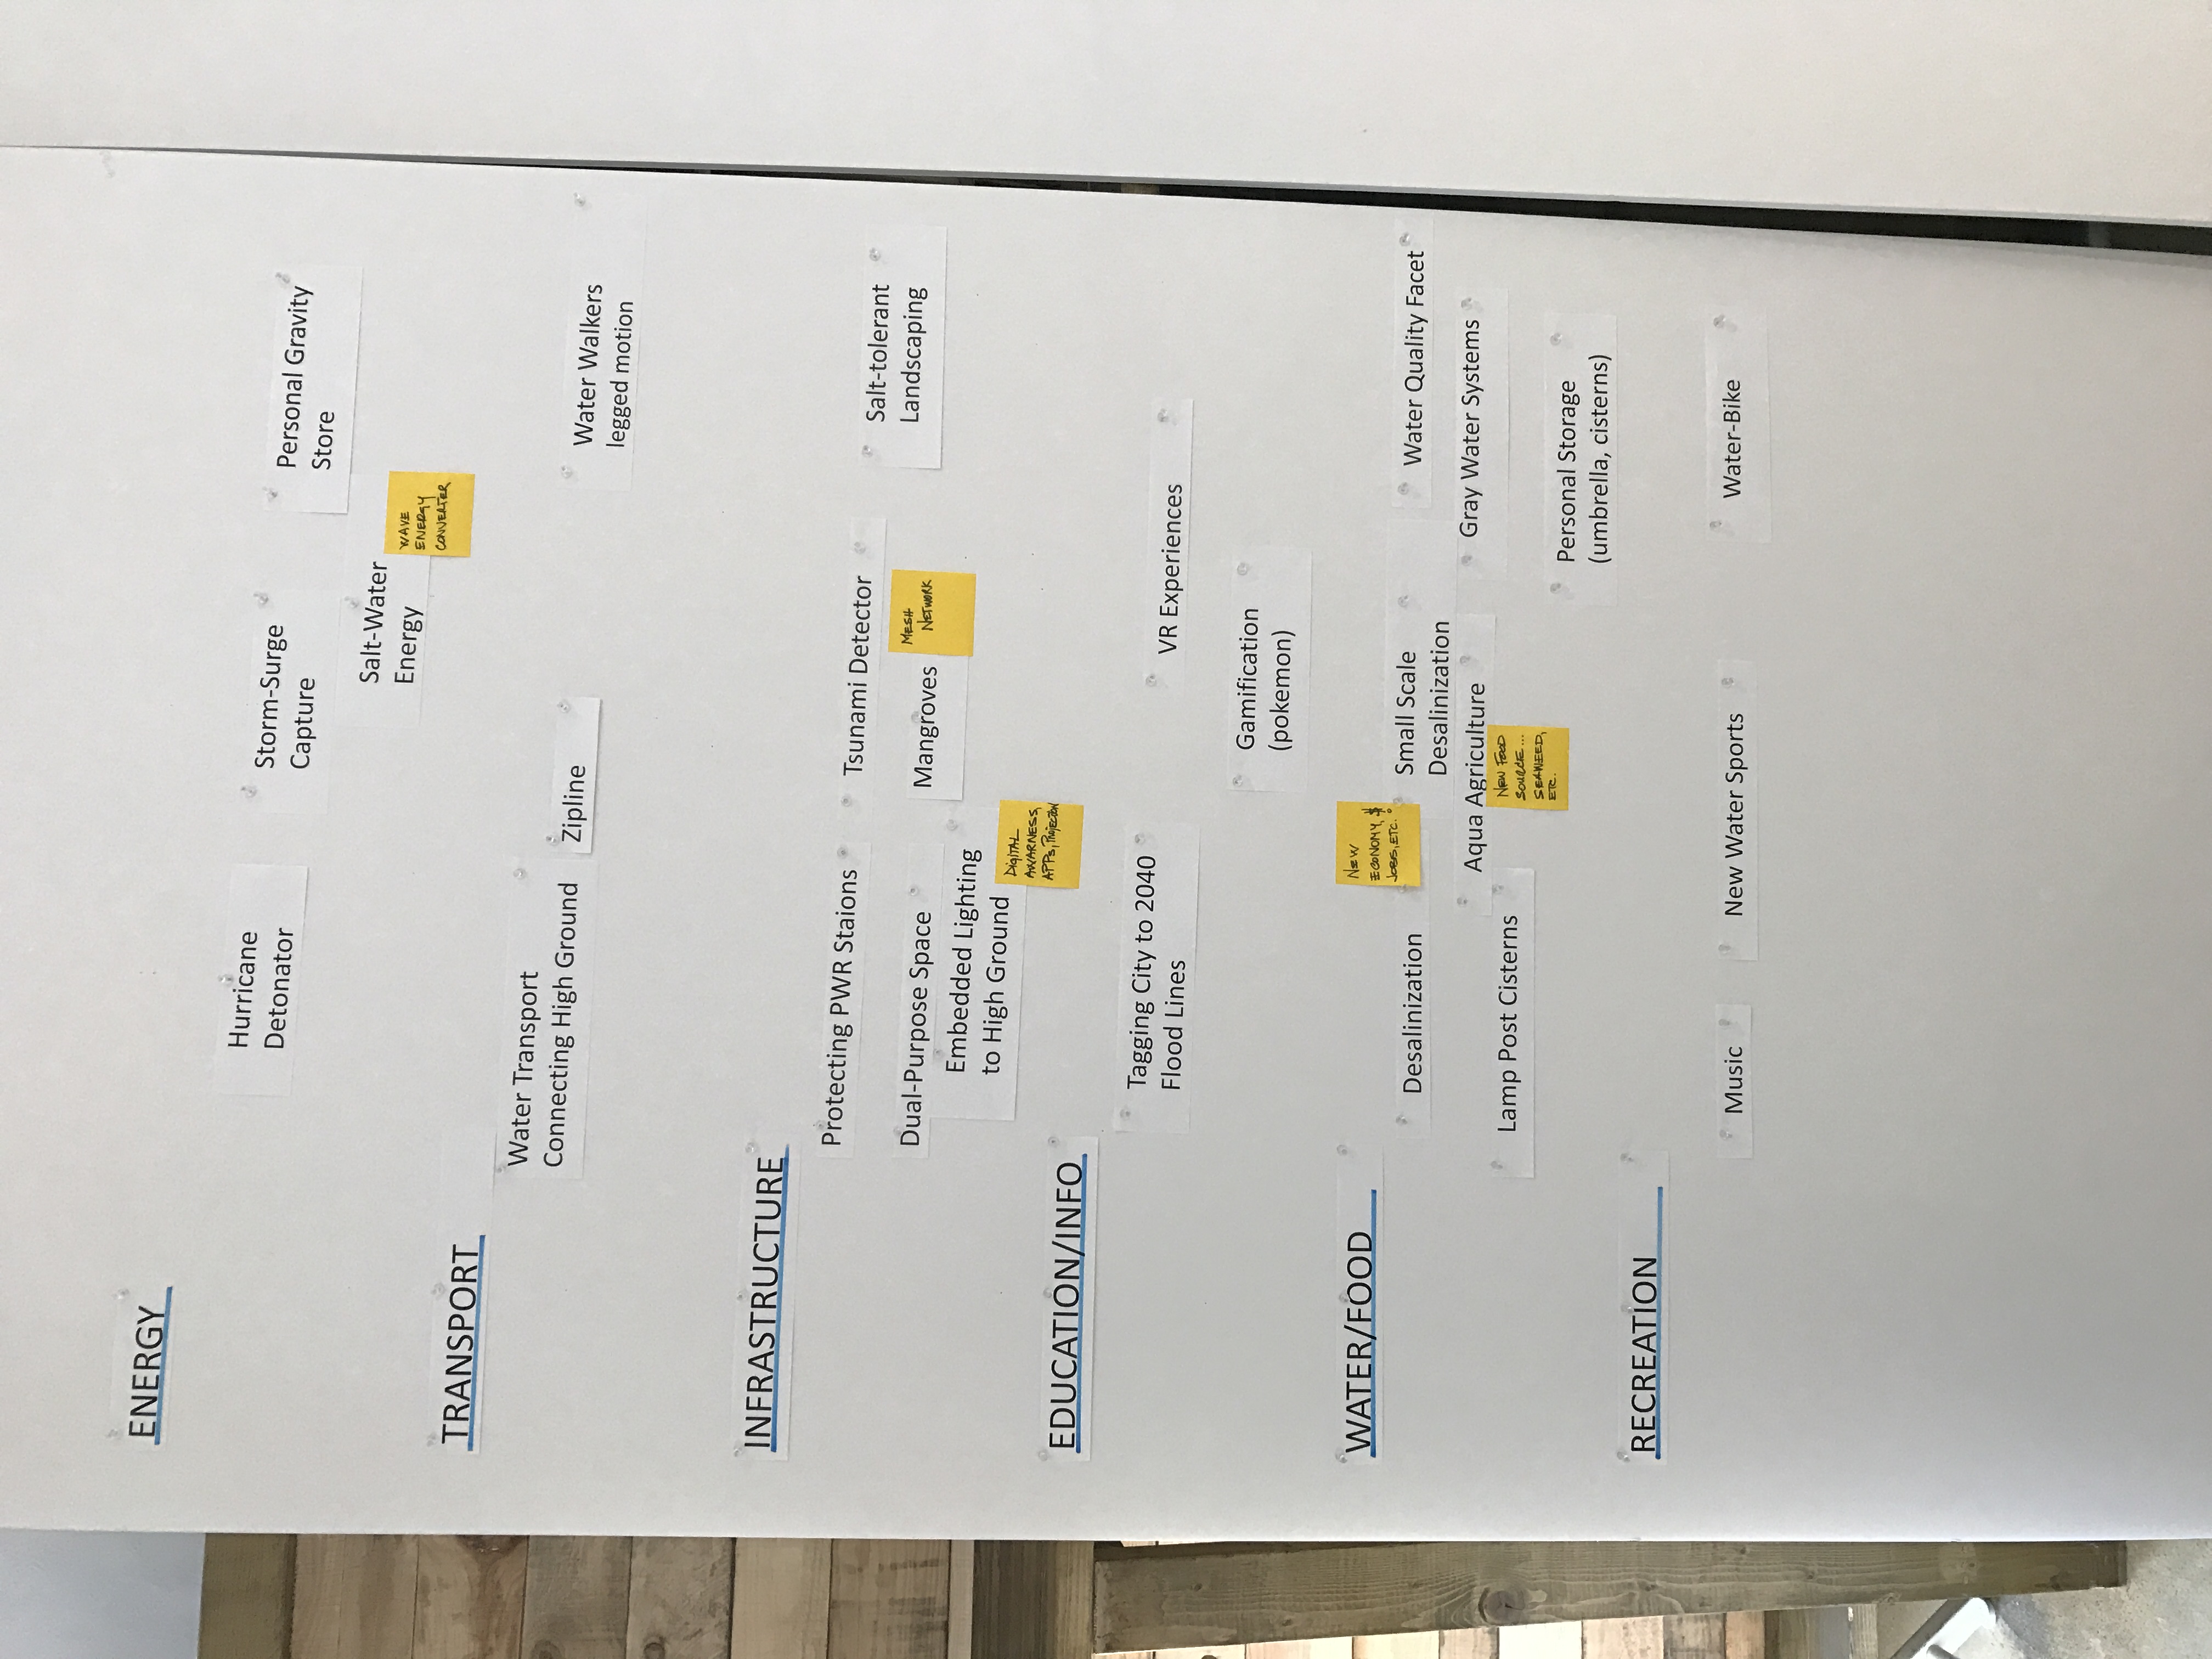 ENERGY
Hurricane
Detonator
Storm-Surge
Capture
Personal Gravity
Store
Salt-Water
Energy
WAVE
ENERGY
CONVERTER
TRANSPORT
Water Transport
Connecting High Ground
Zipline
Water Walkers
legged motion
INFRASTRUCTURE
Protecting PWR Staions
Tsunami Detector
Salt-tolerant
Landscaping
Dual-Purpose Space
Mangroves
MESH
NETWORK
Embedded Lighting
to High Ground
DIGITAL
AWARNESS,
APPs, PROJECTION
EDUCATION/INFO
Tagging City to 2040
Flood Lines
VR Experiences
Gamification
(pokemon)
WATER/FOOD
NEW
ECONOMY, $
JOBS, ETC.
Desalinization
Small Scale
Desalinization
Water Quality Facet
Aqua Agriculture
Gray Water Systems
Lamp Post Cisterns
NEW FOOD
SOURCE...
SEAWEED,
ETC.
Personal Storage
(umbrella, cisterns)
RECREATION
Music
New Water Sports
Water-Bike